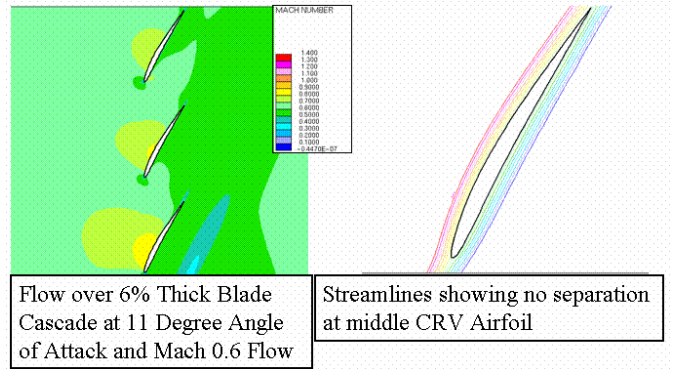 MACH NUMBER
1.400
1.300
1.200
1.100
1.000
0.9000
0.8000
0.7000
0.6000
0.5000
0.4000
0.3000
0.2000
0.1000
-0.4470E-07
Flow over 6% Thick Blade
Cascade at 11 Degree Angle
of Attack and Mach 0.6 Flow
Streamlines showing no separation
at middle CRV Airfoil